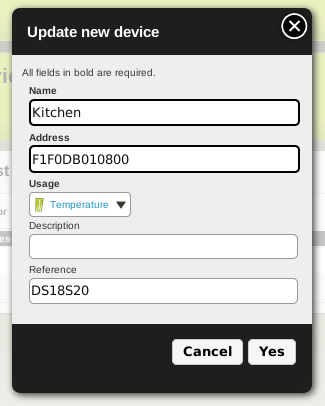 Update new device
All fields in bold are required.
Name
Kitchen
Address
F1F0DB010800
Usage
Temperature
Description
Reference
DS18S20
Cancel Yes